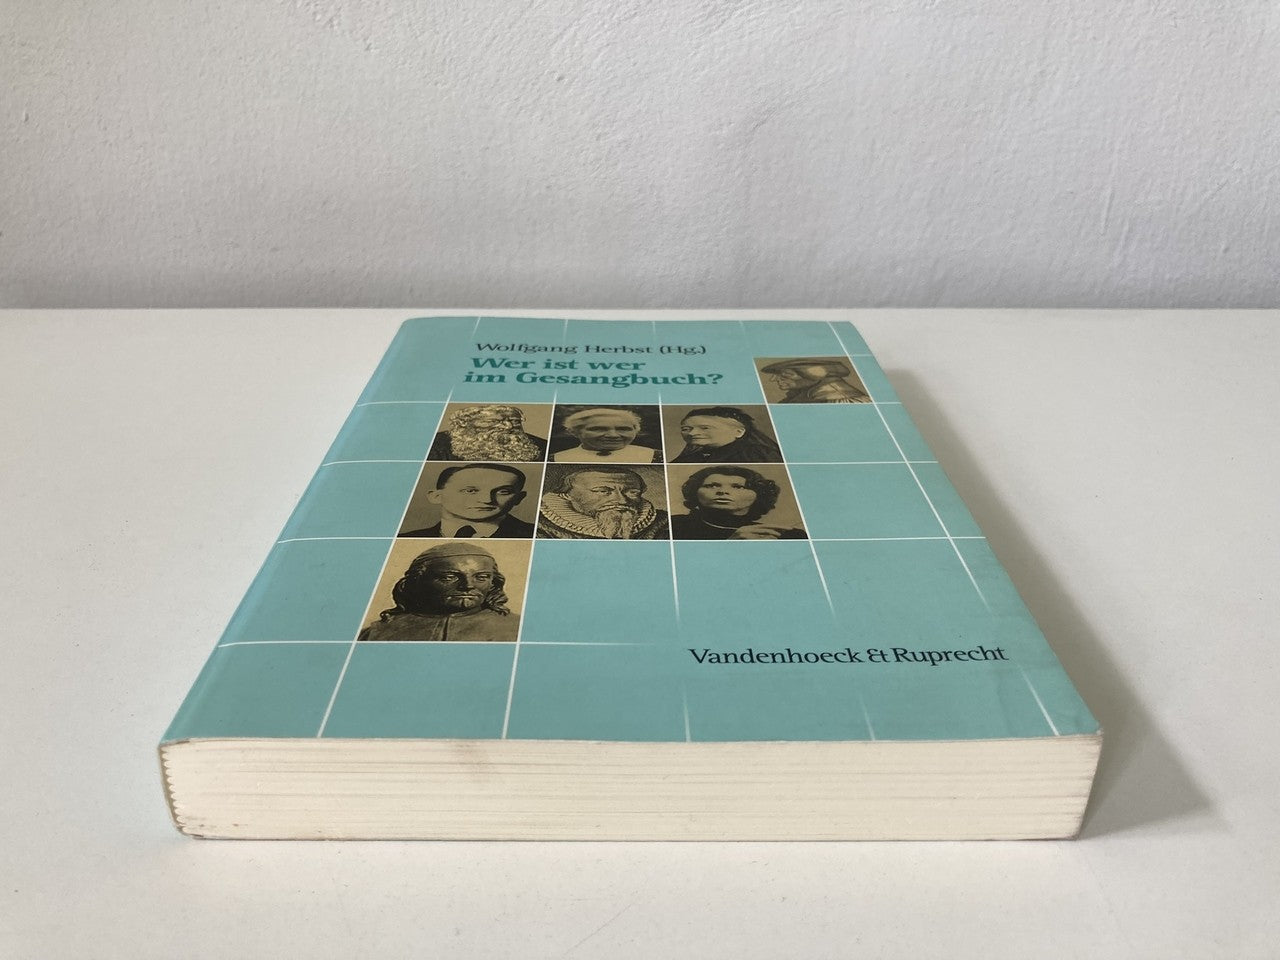 Wolfgang Herbst (Hg.)
Wer ist wer
im Gesangbuch?
Vandenhoeck & Ruprecht